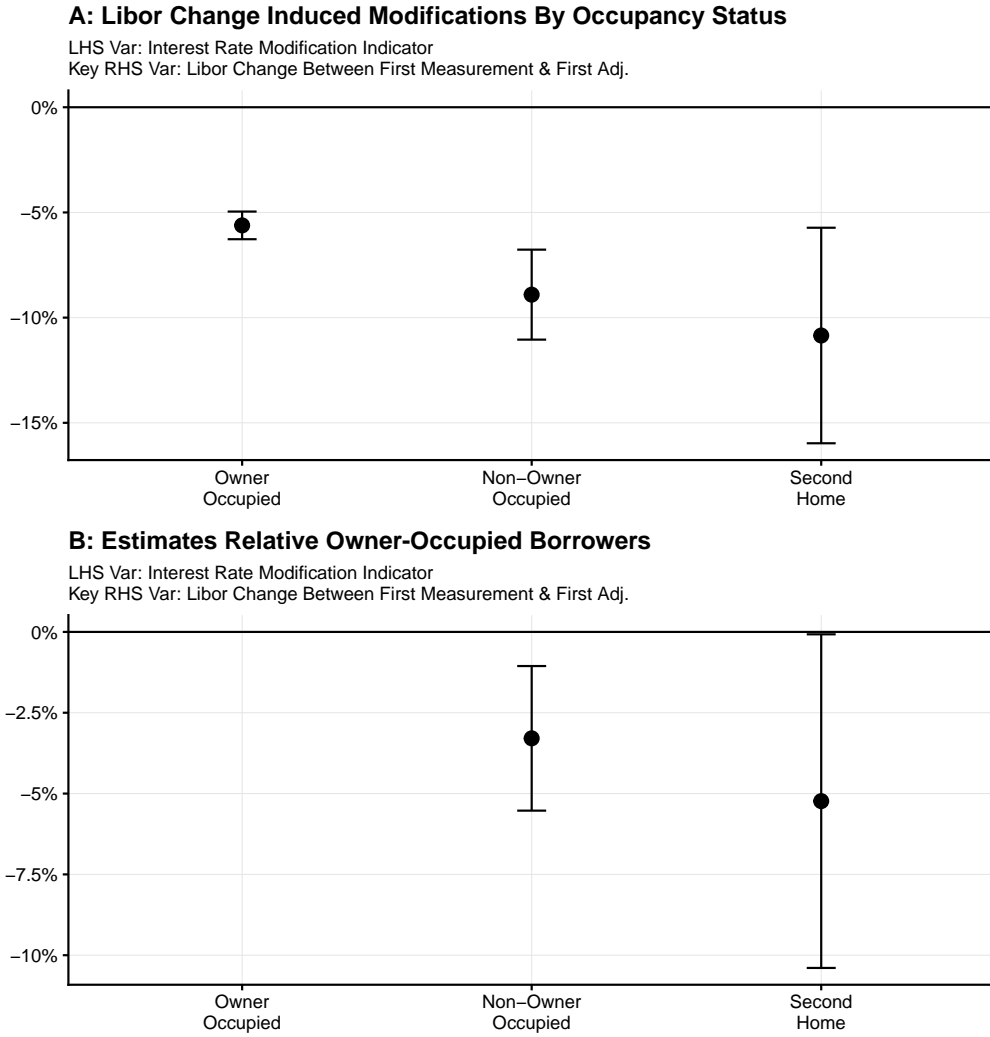 A: Libor Change Induced Modifications By Occupancy Status
LHS Var: Interest Rate Modification Indicator
Key RHS Var: Libor Change Between First Measurement & First Adj.
0%
−5%
−10%
−15%
Owner Occupied
Non−Owner Occupied
Second Home
B: Estimates Relative Owner-Occupied Borrowers
LHS Var: Interest Rate Modification Indicator
Key RHS Var: Libor Change Between First Measurement & First Adj.
0%
−2.5%
−5%
−7.5%
−10%
Owner Occupied
Non−Owner Occupied
Second Home